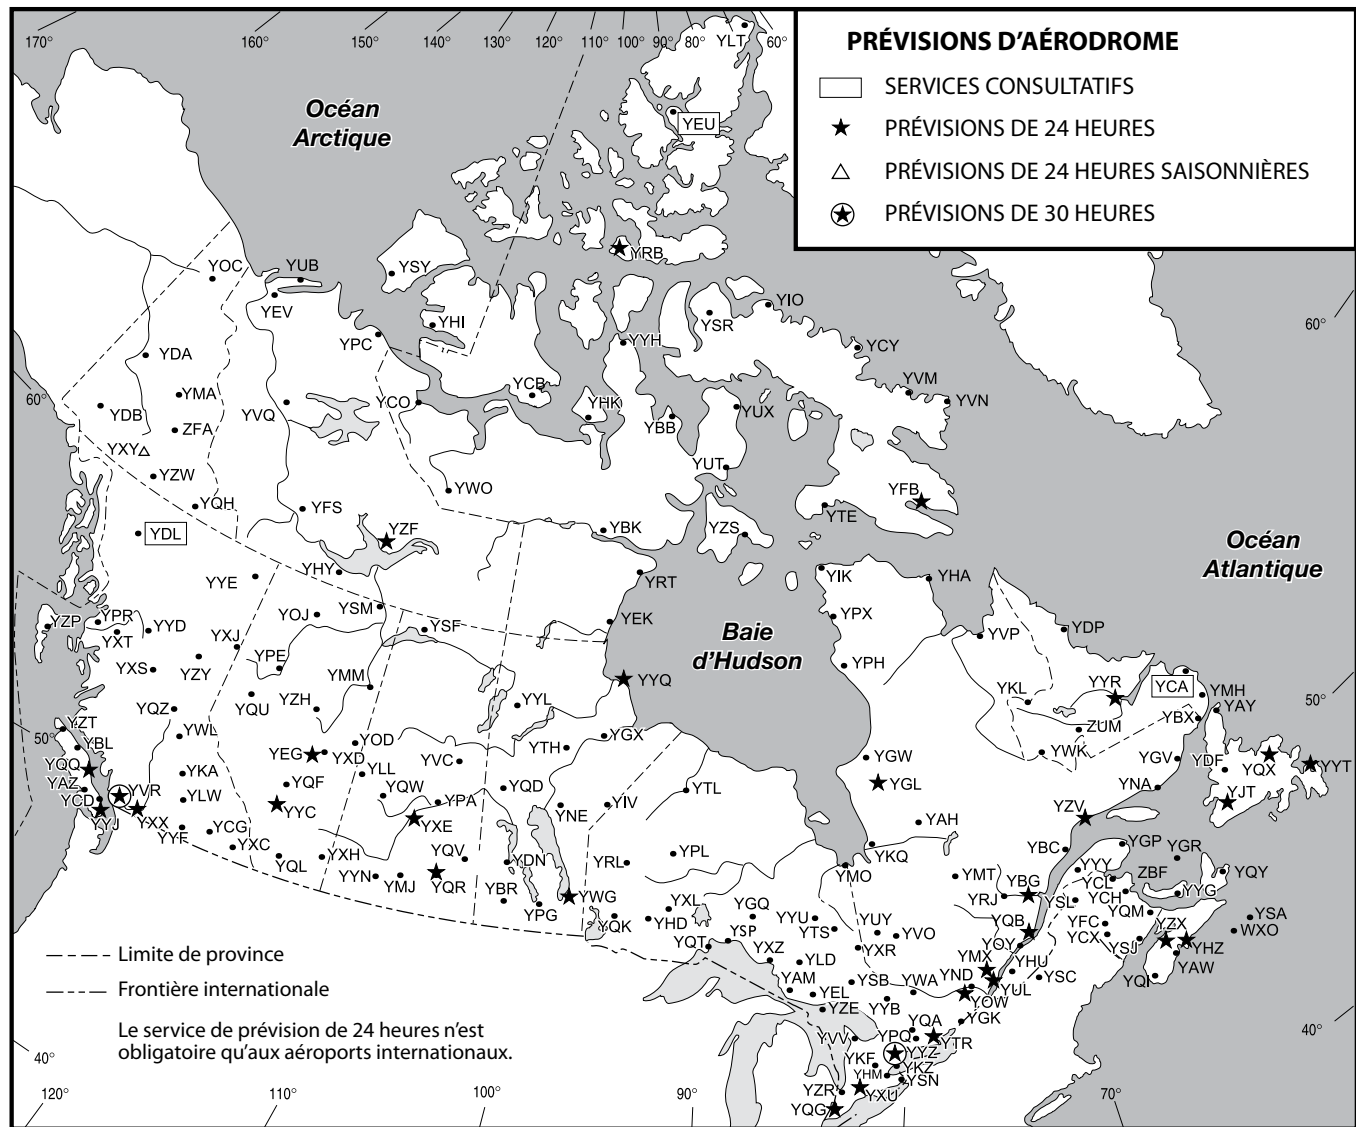 170°
160°
150°
140°
130°
120°
110°
100°
90°
80°
60°
YLT
PRÉVISIONS D'AÉRODROME
SERVICES CONSULTATIFS
PRÉVISIONS DE 24 HEURES
PRÉVISIONS DE 24 HEURES SAISONNIÈRES
PRÉVISIONS DE 30 HEURES
Océan
Arctique
YEU
YRB
YOC
YUB
YSY
YEV
YIO
YSR
YHI
60°
YPC
YYH
YCY
YDA
YCB
YVM
YMA
60°
YVQ
YCO
YHK
YUX
YVN
YDB
YBB
ZFA
YXY
YUT
YZW
YWO
YFB
YQH
YFS
YTE
YBK
YZS
YDL
YZF
Océan
Atlantique
YYE
YHY
YRT
YIK
YHA
YSM
YOJ
YPX
YZP
YPR
YEK
YXT
YYD
YXJ
YSF
Baie
d'Hudson
YVP
YDP
YPE
YXS
YZY
YPH
YMM
YYQ
YYR
YCA
YKL
YMH
50°
YZH
YQU
YYL
YAY
YQZ
YBX
YZT
ZUM
YWL
50°
YBL
YOD
YTH
YGX
YEG
YXD
YVC
YGW
YWK
YGV
YDF
YQX
YYT
YQQ
YKA
YLL
YAZ
YVR
YQF
YQW
YQD
YTL
YGL
YNA
YCD
YLW
YPA
YJT
YYJ
YXX
YYC
YXE
YNE
YIV
YZV
YYF
YCG
YAH
YXC
YQL
YXH
YQV
YDN
YRL
YPL
YKQ
YBC
YGP
YGR
YYN
YMJ
YQR
YBR
YMO
YMT
YYY
YCL
ZBF
YQY
YBG
YCH
YYG
YPG
YWG
YRJ
YSL
YXL
YGQ
YQM
YQK
YHD
YYU
YUY
YQB
YFC
YZX
YSA
YTS
YVO
YCX
WXO
YQT
YSP
YXZ
YXR
YOY
YSJ
YHZ
YMX
YHU
YAW
YLD
YND
YSC
YQI
YAM
YSB
YWA
YUL
YEL
YOW
YZE
YYB
YGK
YQA
YVV
YPQ
YTR
YYZ
YKF
YKZ
YHM
YSN
YZR
YXU
YQG
Limite de province
Frontière internationale
Le service de prévision de 24 heures n'est
obligatoire qu'aux aéroports internationaux.
40°
40°
120°
110°
100°
90°
70°